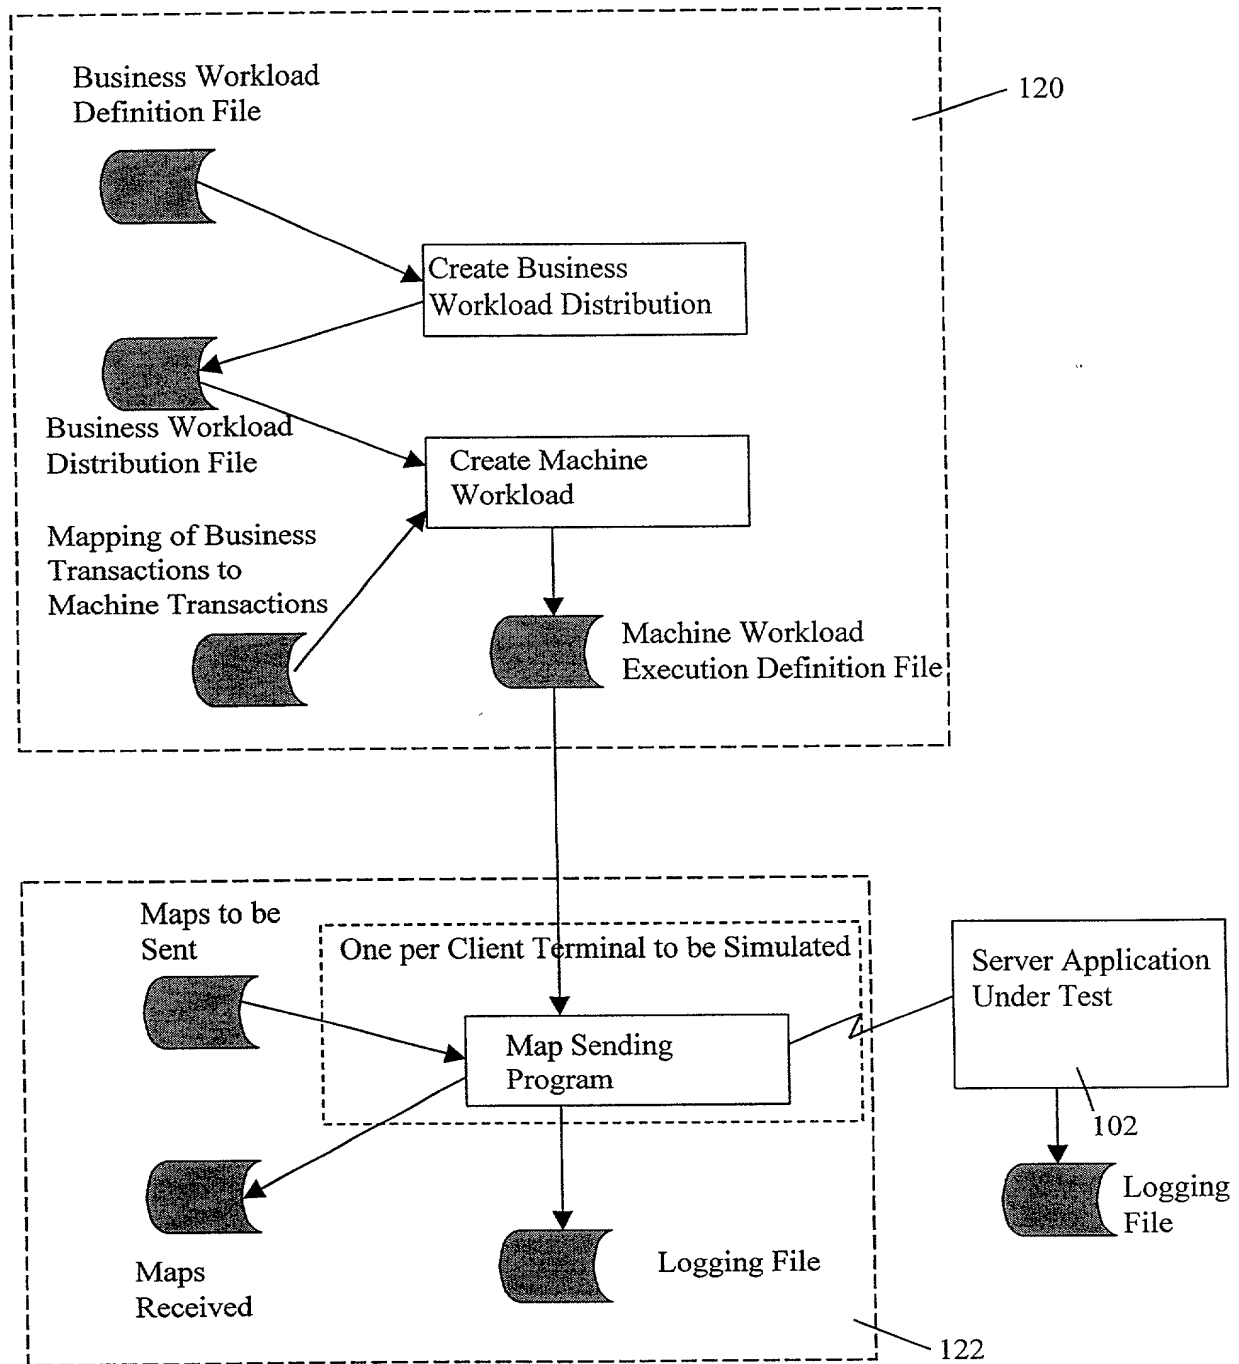 Business Workload
Definition File
120
Create Business
Workload Distribution
Business Workload
Distribution File
Create Machine
Workload
Mapping of Business
Transactions to
Machine Transactions
Machine Workload
Execution Definition File
Maps to be
Sent
One per Client Terminal to be Simulated
Server Application
Under Test
Map Sending
Program
102
Logging
File
Logging File
Maps
Received
122